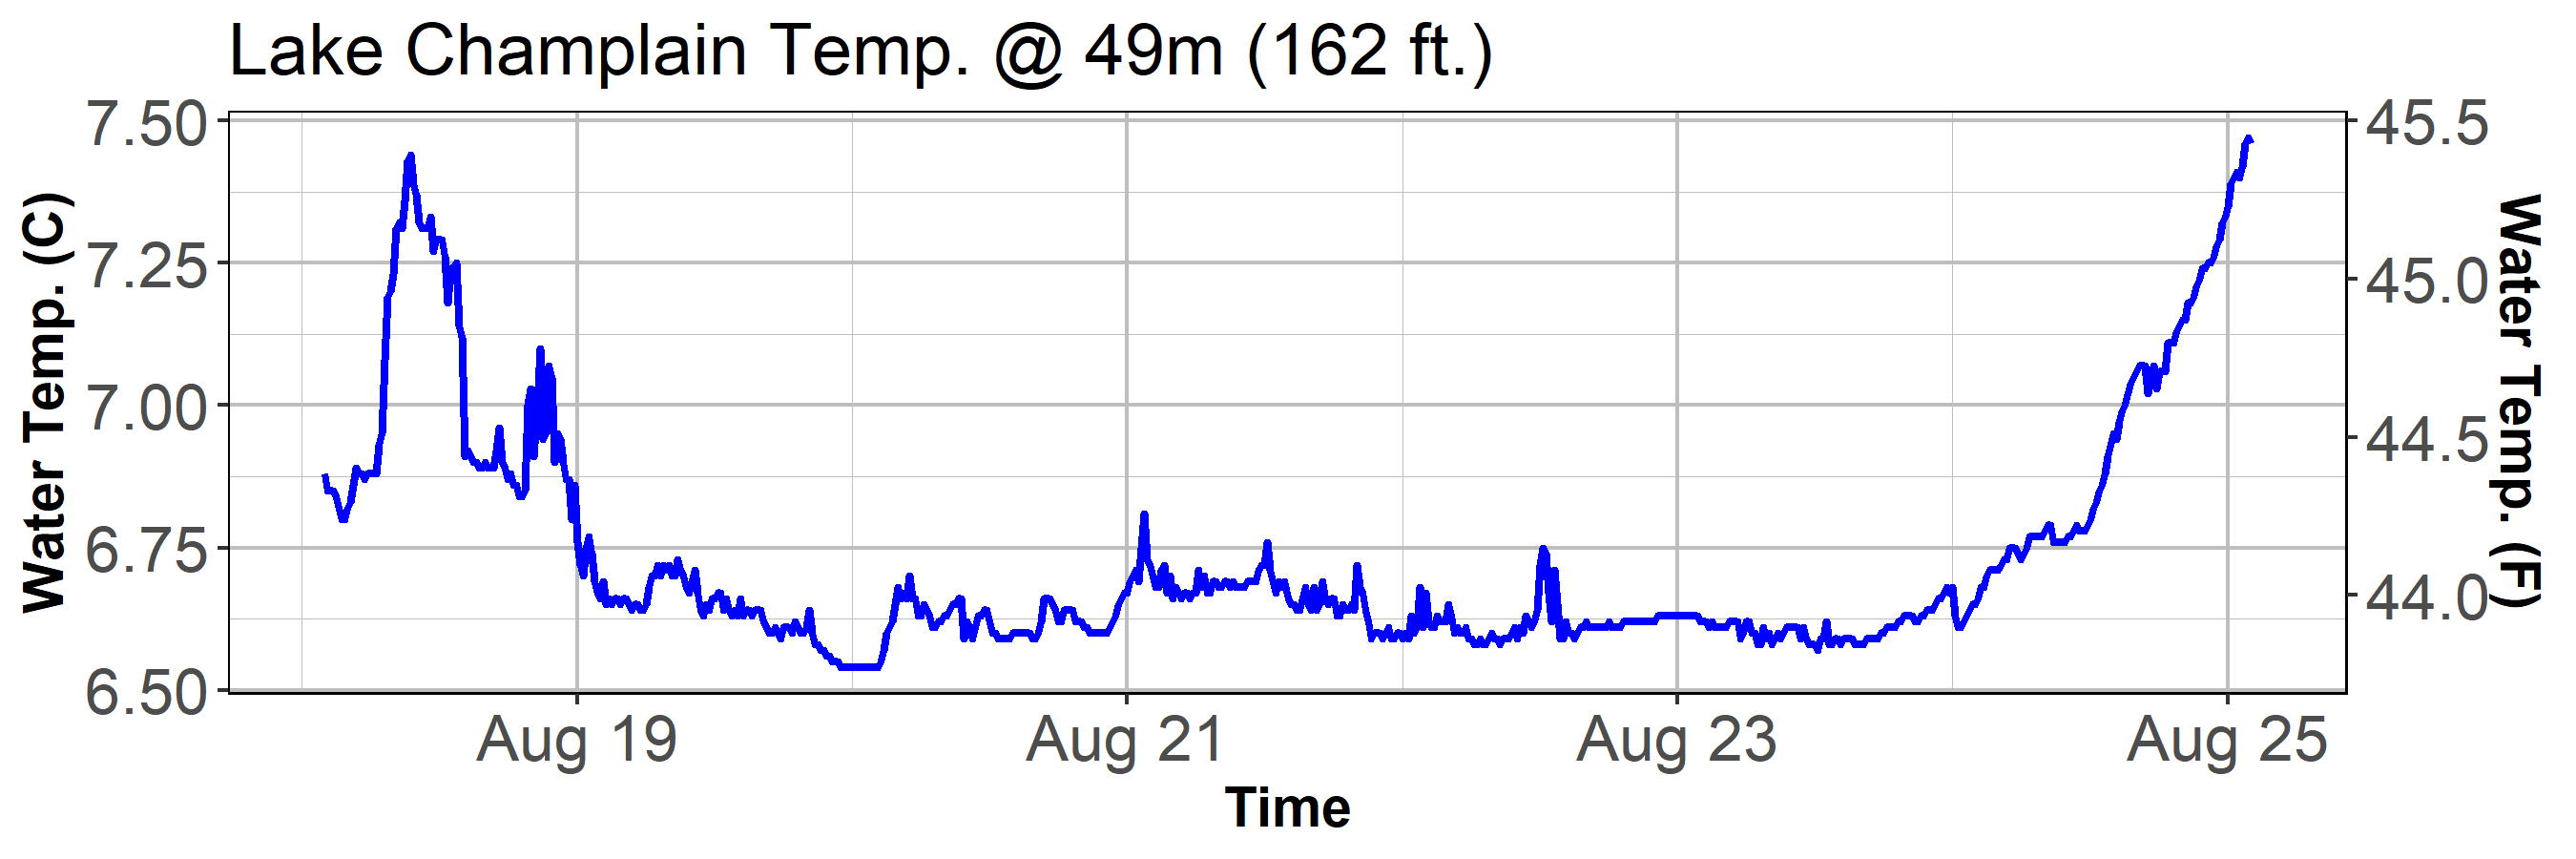 Lake Champlain Temp. @ 49m (162 ft.)
Water Temp. (C)
7.50
7.25
7.00
6.75
6.50
45.5
45.0
44.5
44.0
Water Temp. (F)
Aug 19
Aug 21
Aug 23
Aug 25
Time